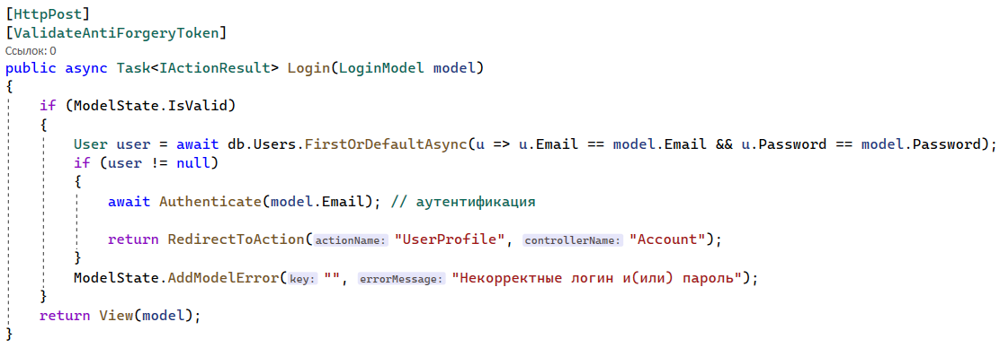 [HttpPost]
[ValidateAntiForgeryToken]
Ссылок: 0
public async Task<IActionResult> Login(LoginModel model)
{
if (ModelState.IsValid)
{
User user = await db.Users.FirstOrDefaultAsync(u => u.Email == model.Email && u.Password == model.Password);
if (user != null)
{
await Authenticate(model.Email); // аутентификация
return RedirectToAction(actionName: "UserProfile", controllerName: "Account");
}
ModelState.AddModelError(key: "", errorMessage: "Некорректные логин и(или) пароль");
}
return View(model);
}